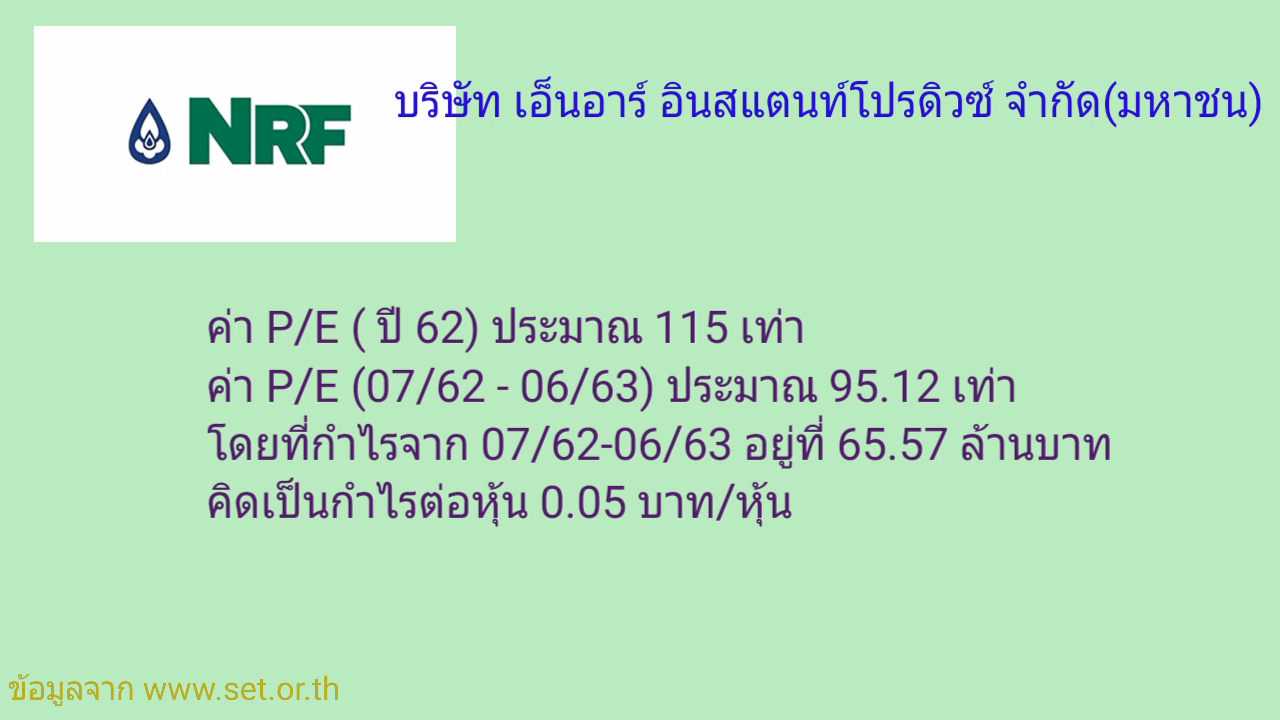 NRF
บริษัท เอ็นอาร์ อินสแตนท์โปรดิวซ์ จำกัด(มหาชน)
ค่า P/E ( ปี 62) ประมาณ 115 เท่า
ค่า P/E (07/62 - 06/63) ประมาณ 95.12 เท่า
โดยที่กำไรจาก 07/62-06/63 อยู่ที่ 65.57 ล้านบาท
คิดเป็นกำไรต่อหุ้น 0.05 บาท/หุ้น
ข้อมูลจาก www.set.or.th